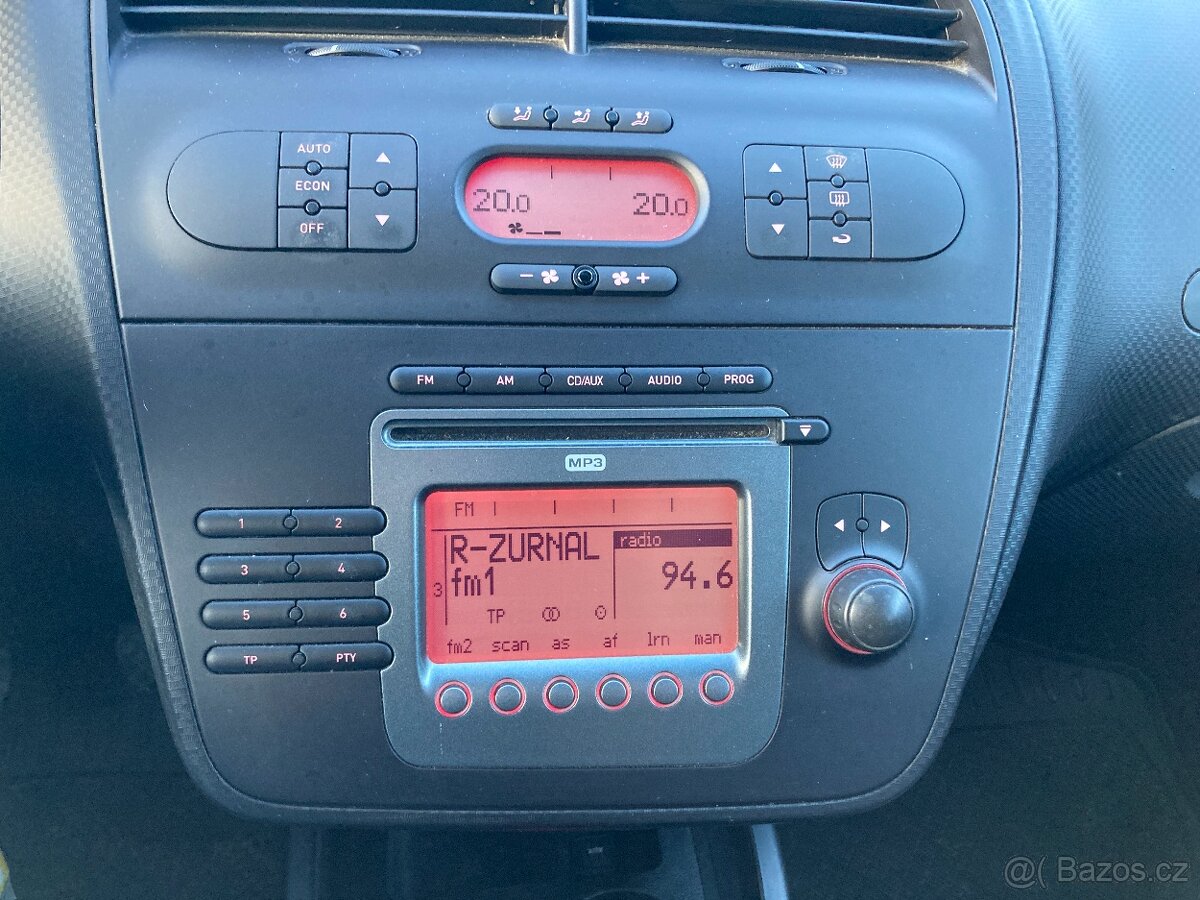 AUTO
ECON
OFF
20.0 20.0
FM AM CD/AUX AUDIO PROG
MP3
1 2
3 4
5 6
TP PTY
FM
R-ZURNAL radio
3 fm1 94.6
TP
fm2 scan as af lrn man
@( Bazos.cz